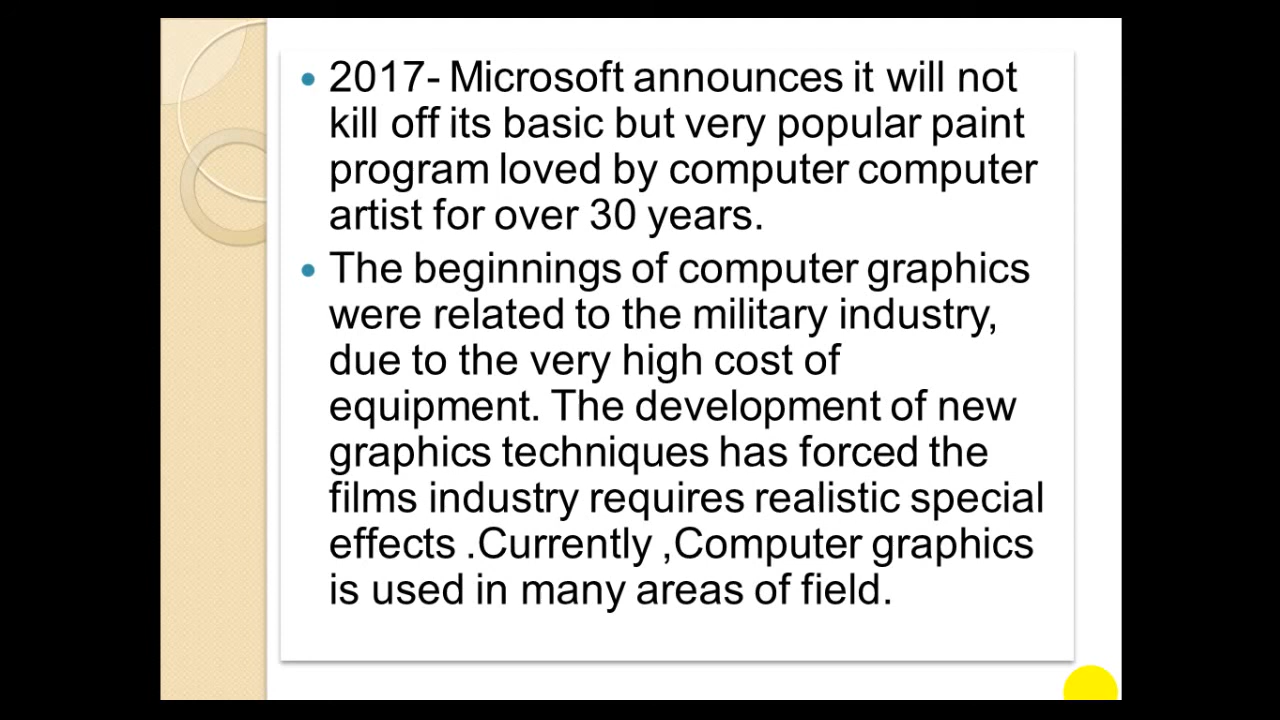 2017- Microsoft announces it will not
kill off its basic but very popular paint
program loved by computer computer
artist for over 30 years.
The beginnings of computer graphics
were related to the military industry,
due to the very high cost of
equipment. The development of new
graphics techniques has forced the
films industry requires realistic special
effects .Currently ,Computer graphics
is used in many areas of field.